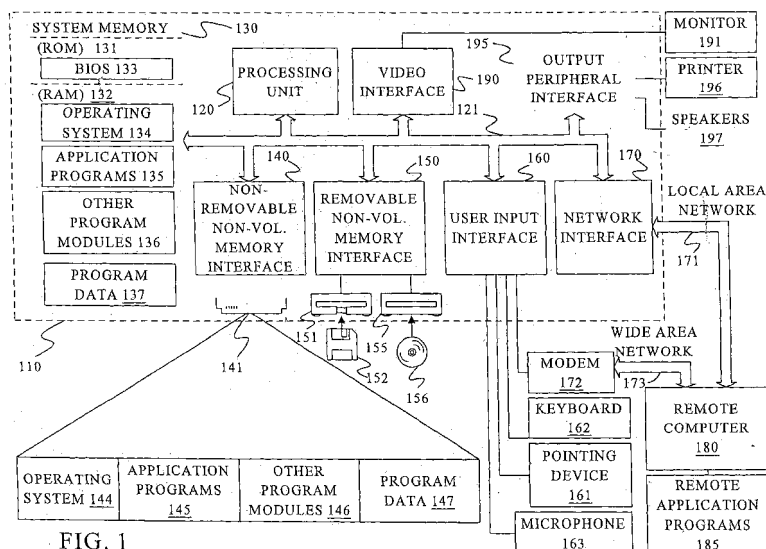 SYSTEM MEMORY
130
(ROM) 131
BIOS 133
(RAM) 132
OPERATING
SYSTEM 134
APPLICATION
PROGRAMS 135
OTHER
PROGRAM
MODULES 136
PROGRAM
DATA 137
PROCESSING
UNIT
120
VIDEO
INTERFACE
190
195
OUTPUT
PERIPHERAL
INTERFACE
MONITOR
191
PRINTER
196
SPEAKERS
197
121
140
NON-
REMOVABLE
NON-VOL.
MEMORY
INTERFACE
150
REMOVABLE
NON-VOL.
MEMORY
INTERFACE
160
USER INPUT
INTERFACE
170
NETWORK
INTERFACE
LOCAL AREA
NETWORK
171
110
141
151
152
155
156
WIDE AREA
NETWORK
173
MODEM
172
KEYBOARD
162
POINTING
DEVICE
161
MICROPHONE
163
REMOTE
COMPUTER
180
REMOTE
APPLICATION
PROGRAMS
185
OPERATING
SYSTEM 144
APPLICATION
PROGRAMS
145
OTHER
PROGRAM
MODULES 146
PROGRAM
DATA 147
FIG. 1